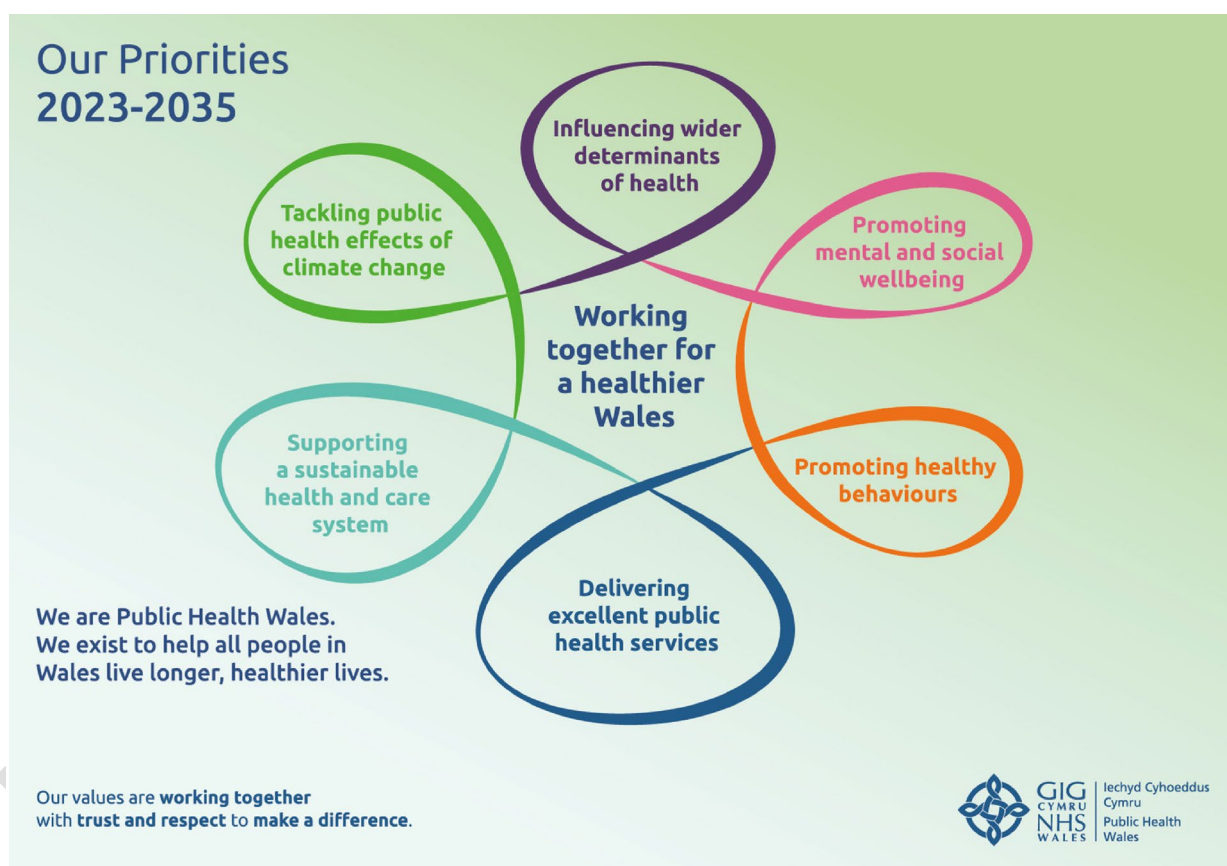 Our Priorities
2023-2035
Influencing wider
determinants
of health
Tackling public
health effects of
climate change
Promoting
mental and social
wellbeing
Working
together for
a healthier
Wales
Supporting
a sustainable
health and care
system
Promoting healthy
behaviours
Delivering
excellent public
health services
We are Public Health Wales.
We exist to help all people in
Wales live longer, healthier lives.
Our values are working together
with trust and respect to make a difference.
GIG
CYMRU
NHS
WALES
Iechyd Cyhoeddus
Cymru
Public Health
Wales